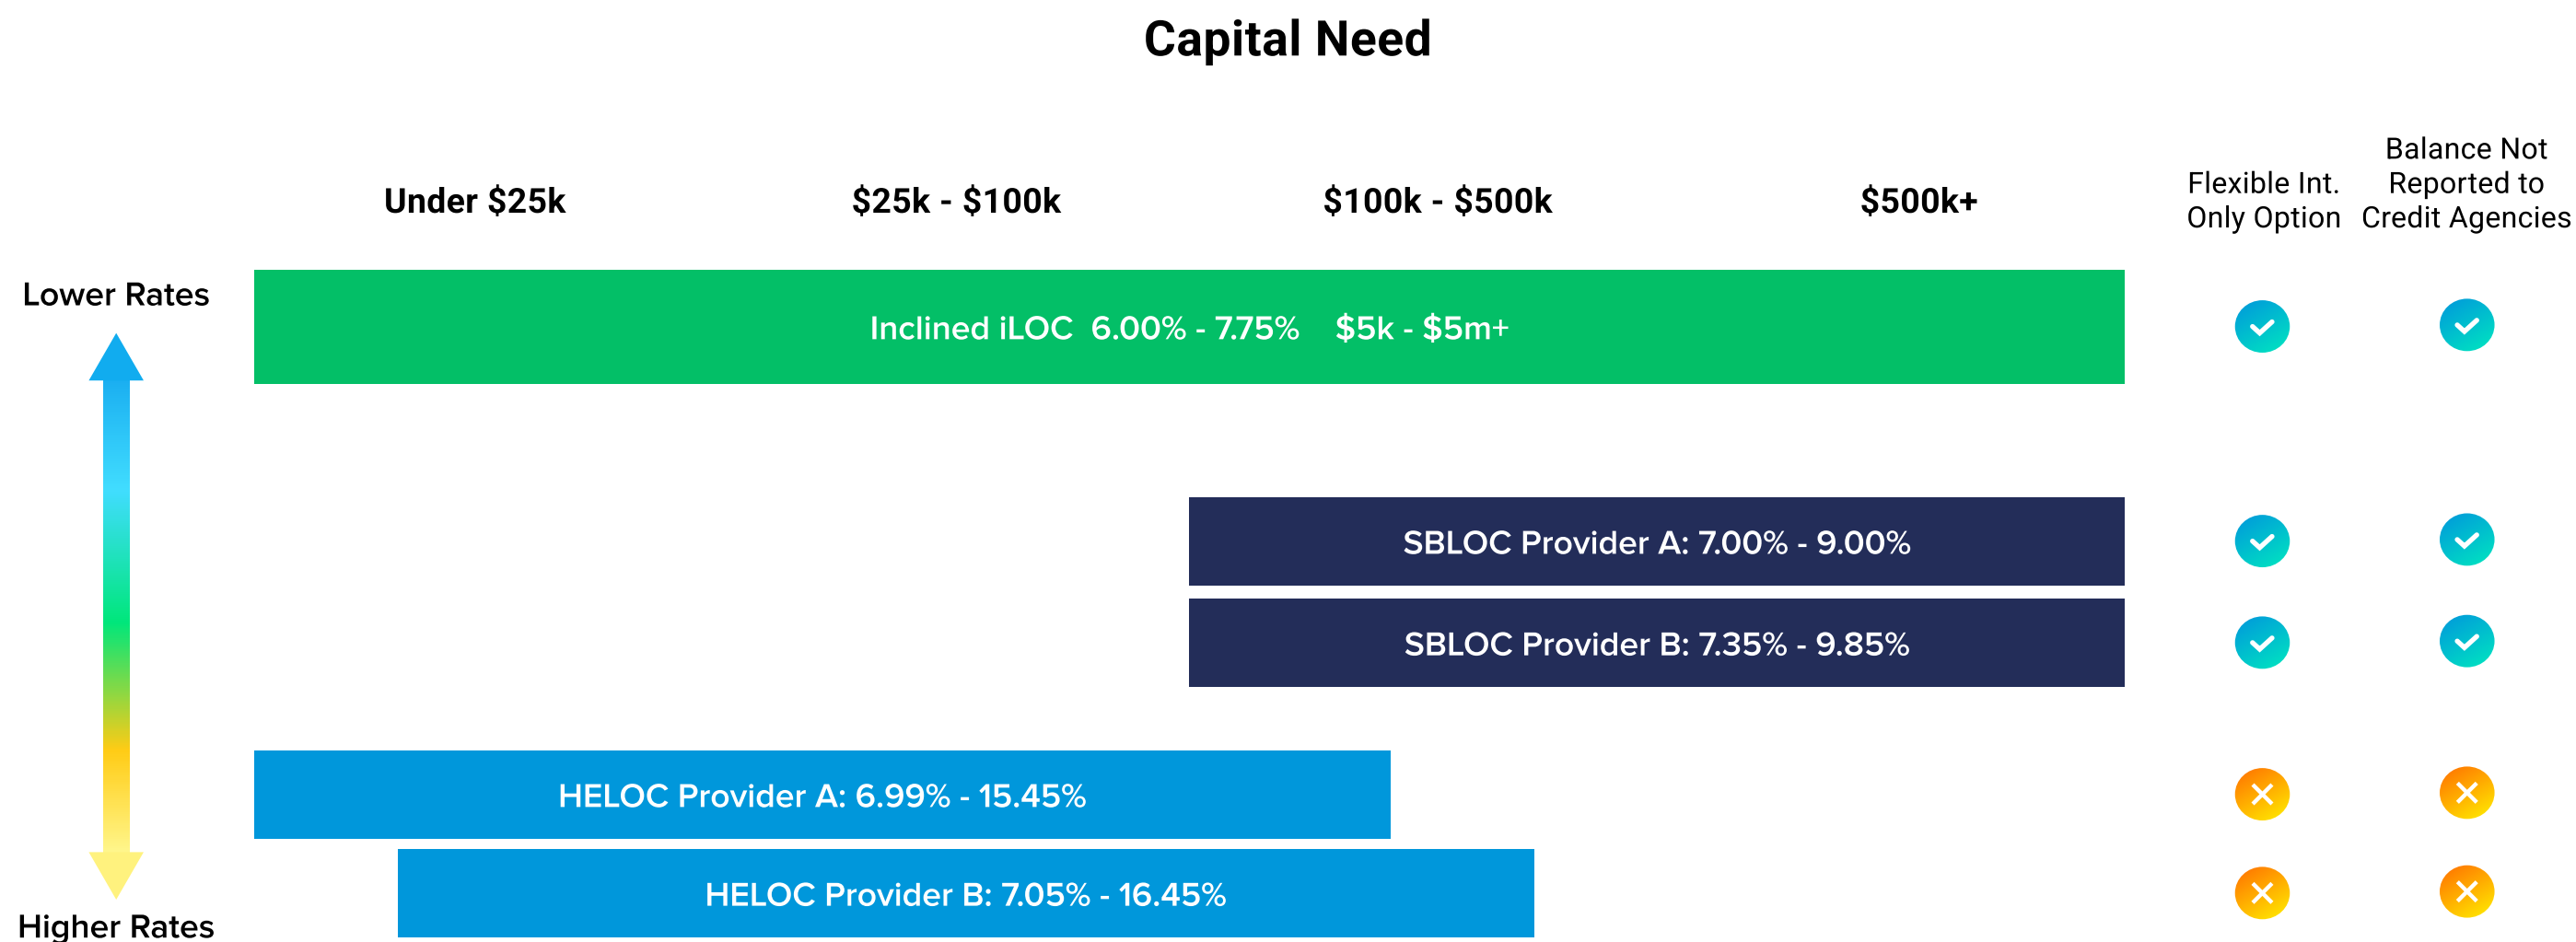 Capital Need
Under $25k
$25k - $100k
$100k - $500k
$500k+
Flexible Int.
Only Option
Balance Not
Reported to
Credit Agencies
Lower Rates
Inclined iLOC 6.00% - 7.75% $5k - $5m+
SBLOC Provider A: 7.00% - 9.00%
SBLOC Provider B: 7.35% - 9.85%
HELOC Provider A: 6.99% - 15.45%
HELOC Provider B: 7.05% - 16.45%
Higher Rates